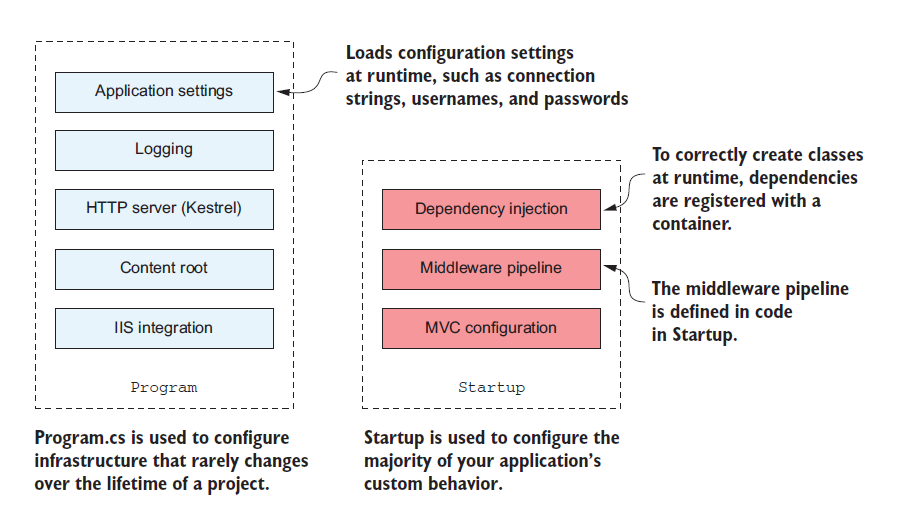 Loads configuration settings
at runtime, such as connection
strings, usernames, and passwords
Application settings
Logging
HTTP server (Kestrel)
Content root
IIS integration
Program
Program.cs is used to configure
infrastructure that rarely changes
over the lifetime of a project.
To correctly create classes
at runtime, dependencies
are registered with a
container.
Dependency injection
Middleware pipeline
MVC configuration
Startup
The middleware pipeline
is defined in code
in Startup.
Startup is used to configure the
majority of your application’s
custom behavior.